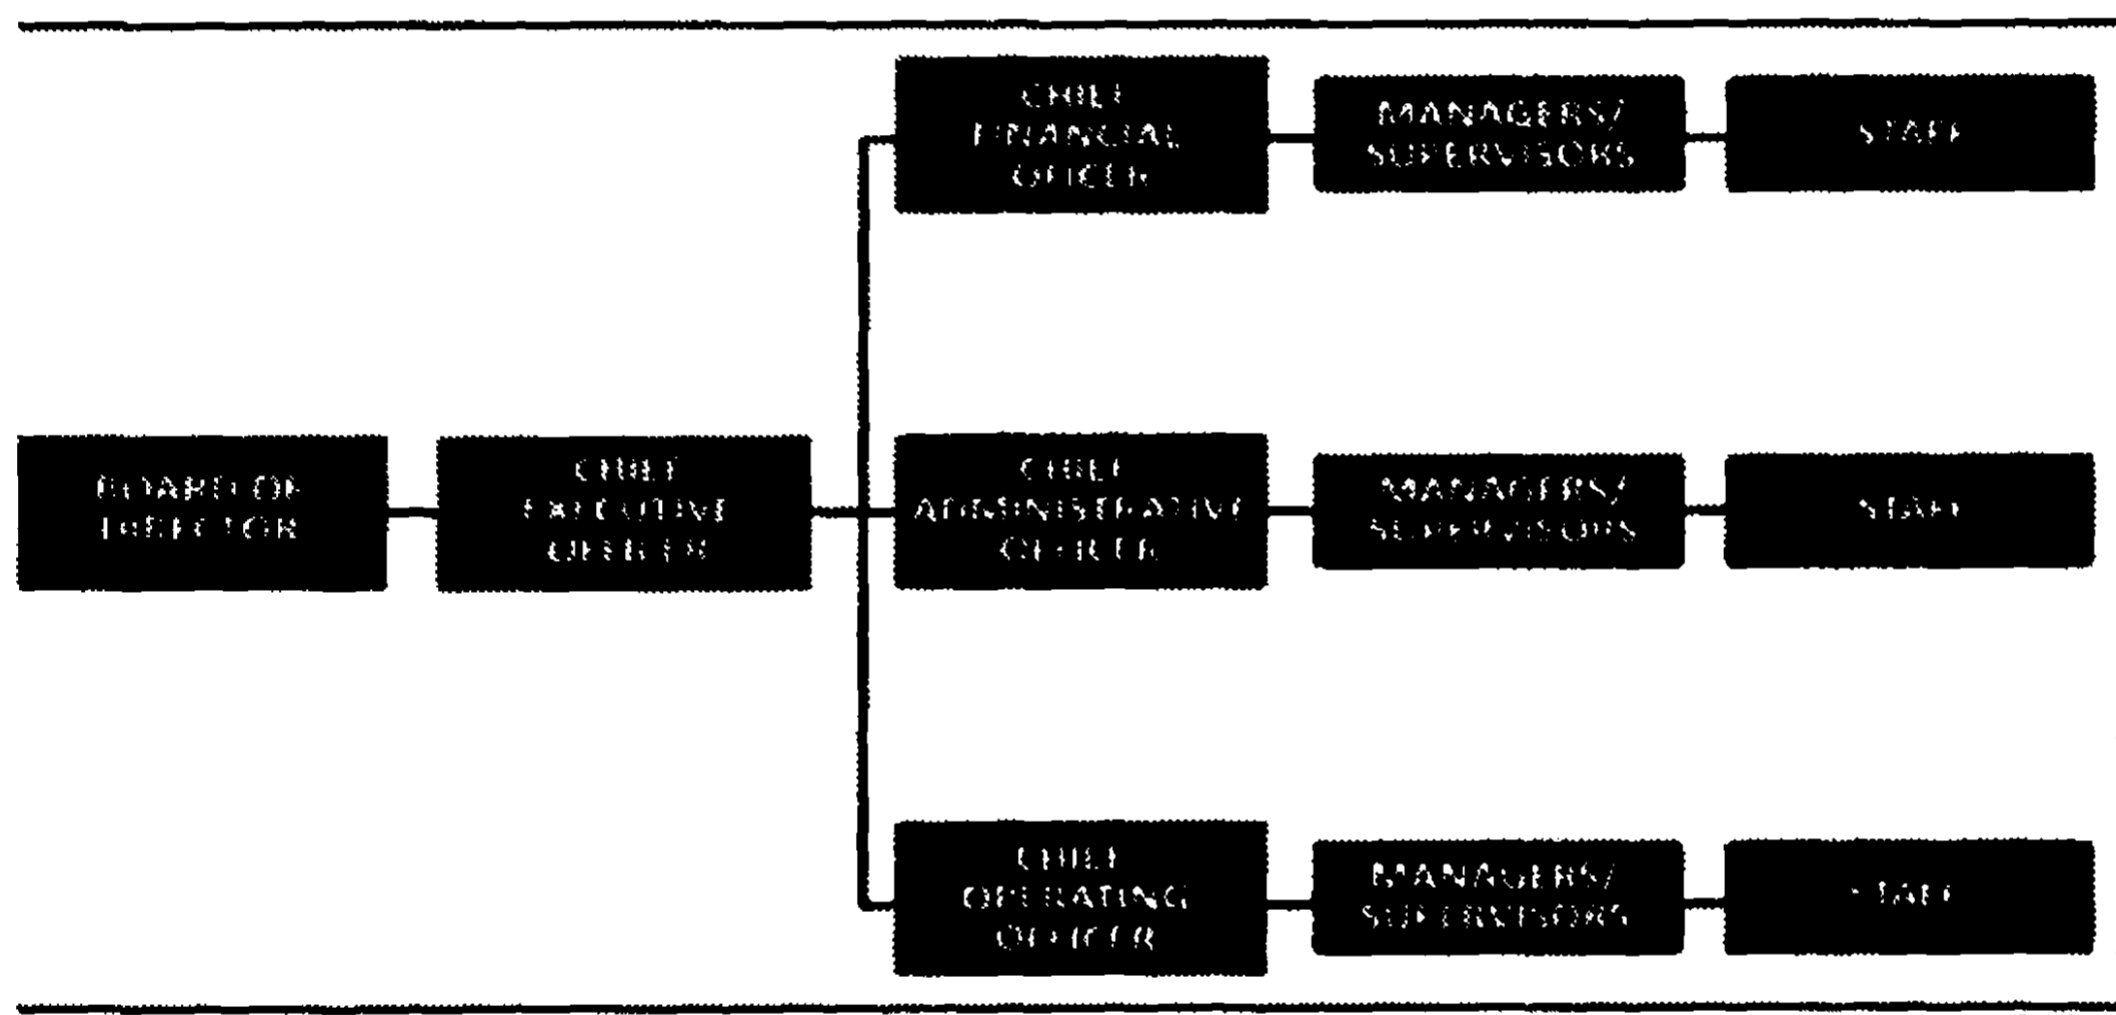 CHIEF
FINANCIAL
OFICER
MANAGERS/
SUPERVISORS
STAFF
BOARD OF
DIRECTOR
CHIEF
EXECUTIVE
OFFICER
CHIEF
ADMINISTRATIVE
OFFICER
MANAGERS/
SUPERVISORS
STAFF
CHIEF
OPERATING
OFFICER
MANAGERS/
SUPERVISORS
STAFF